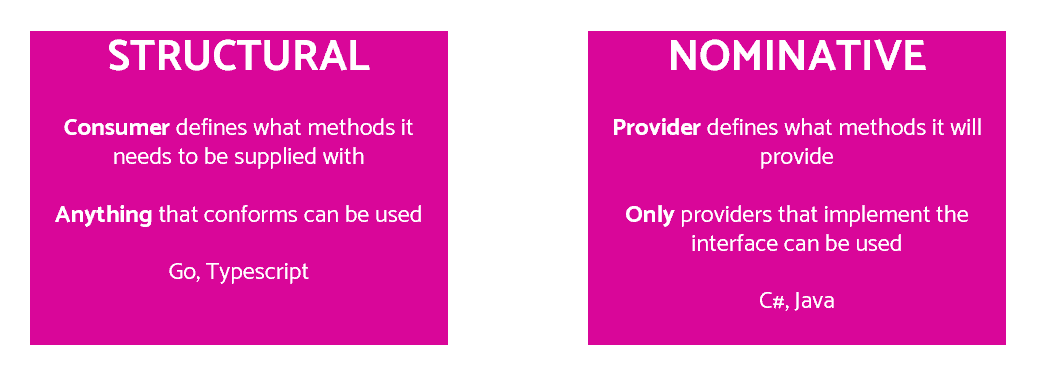 STRUCTURAL
Consumer defines what methods it
needs to be supplied with
Anything that conforms can be used
Go, Typescript
NOMINATIVE
Provider defines what methods it will
provide
Only providers that implement the
interface can be used
C#, Java